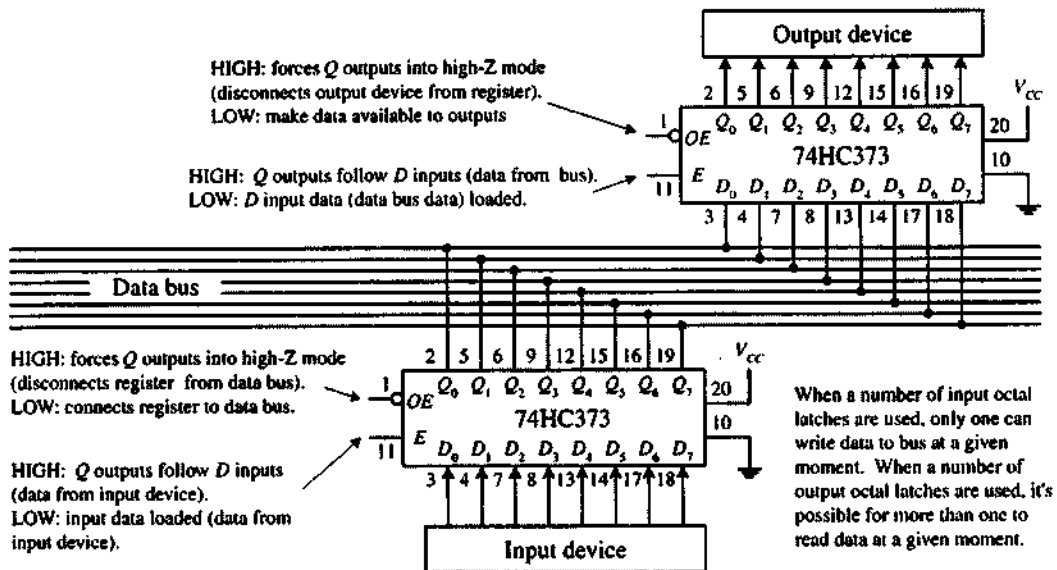 Output device
HIGH: forces Q outputs into high-Z mode
(disconnects output device from register).
LOW: make data available to outputs
2 5 6 9 12 15 16 19
V_CC
1
Q0 Q1 Q2 Q3 Q4 Q5 Q6 Q7
20
OE
74HC373
10
HIGH: Q outputs follow D inputs (data from bus).
LOW: D input data (data bus data) loaded.
E
11
D0 D1 D2 D3 D4 D5 D6 D7
3 4 7 8 13 14 17 18
Data bus
2 5 6 9 12 15 16 19
V_CC
HIGH: forces Q outputs into high-Z mode
(disconnects register from data bus).
LOW: connects register to data bus.
1
Q0 Q1 Q2 Q3 Q4 Q5 Q6 Q7
20
OE
74HC373
10
E
11
D0 D1 D2 D3 D4 D5 D6 D7
3 4 7 8 13 14 17 18
HIGH: Q outputs follow D inputs
(data from input device).
LOW: input data loaded (data from
input device).
Input device
When a number of input octal
latches are used, only one can
write data to bus at a given
moment. When a number of
output octal latches are used, it's
possible for more than one to
read data at a given moment.